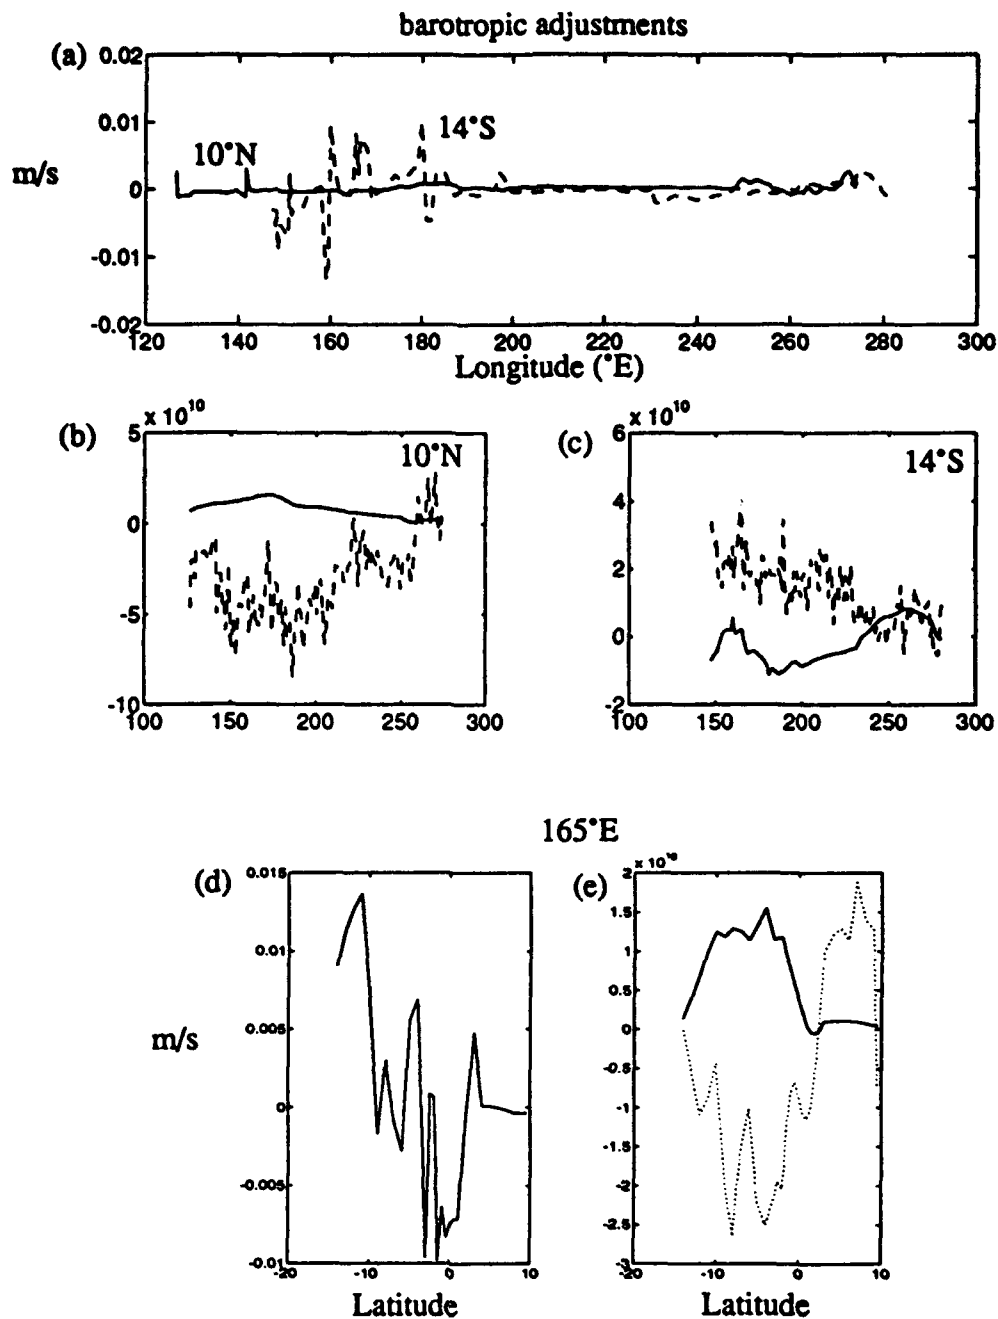 barotropic adjustments
(a)
0.02
0.01
0
-0.01
-0.02
m/s
10°N
14°S
120 140 160 180 200 220 240 260 280 300
Longitude (°E)
(b)
x 10^10
5
0
-5
-10
10°N
100 150 200 250 300
(c)
x 10^10
6
4
2
0
-2
14°S
100 150 200 250 300
165°E
(d)
0.015
0.01
0.005
0
-0.005
-0.01
m/s
-20 -10 0 10
Latitude
(e)
2
1.5
1
0.5
0
-0.5
-1
-1.5
-2
-2.5
-3
-20 -10 0 10
Latitude